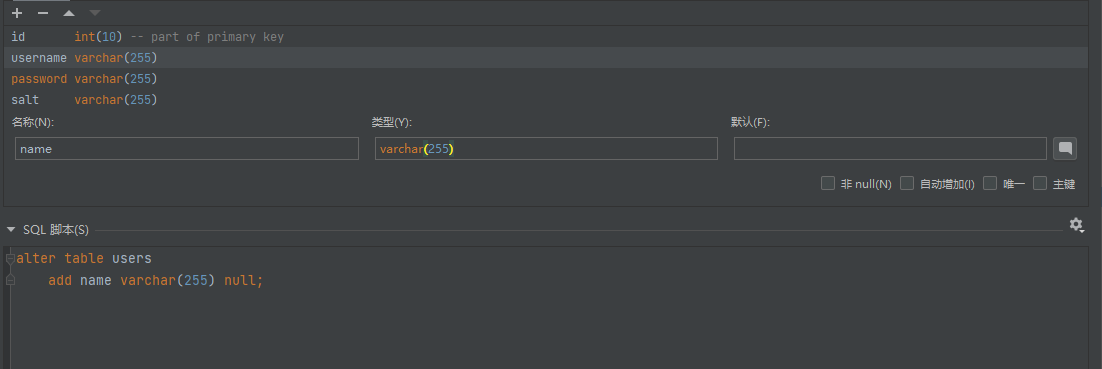 id int(10) -- part of primary key
username varchar(255)
password varchar(255)
salt varchar(255)
名称(N): 类型(Y): 默认(F):
name varchar(255)
非 null(N) 自动增加(I) 唯一 主键
SQL 脚本(S)
alter table users
add name varchar(255) null;